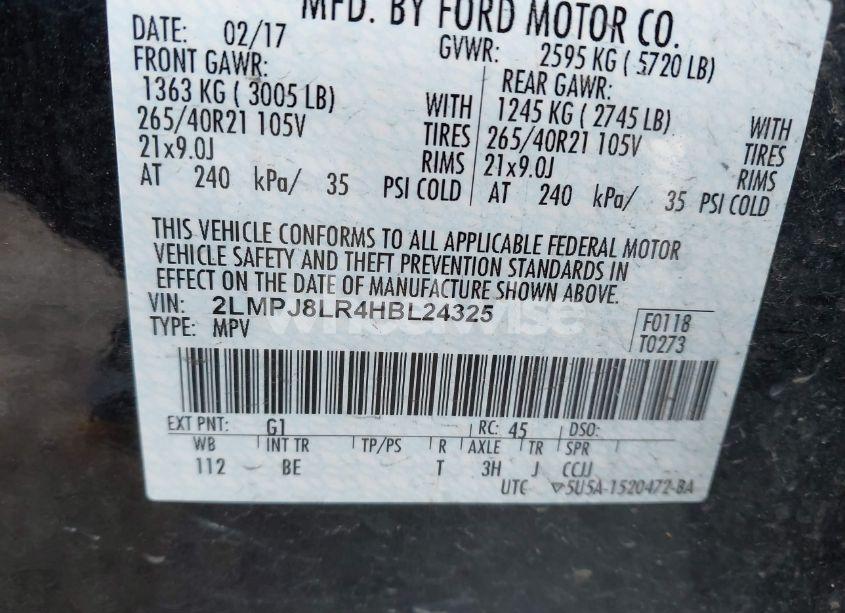 MFD. BY FORD MOTOR CO.
DATE: 02/17 GVWR: 2595 KG ( 5720 LB)
FRONT GAWR: REAR GAWR:
1363 KG ( 3005 LB) WITH 1245 KG ( 2745 LB) WITH
265/40R21 105V TIRES 265/40R21 105V TIRES
21x9.0J RIMS 21x9.0J RIMS
AT 240 kPa/ 35 PSI COLD AT 240 kPa/ 35 PSI COLD
THIS VEHICLE CONFORMS TO ALL APPLICABLE FEDERAL MOTOR
VEHICLE SAFETY AND THEFT PREVENTION STANDARDS IN
EFFECT ON THE DATE OF MANUFACTURE SHOWN ABOVE.
VIN: 2LMPJ8LR4HBL24325 F0118
TYPE: MPV T0273
EXT PNT: G1 RC: 45 DSO:
WB INT TR TP/PS R AXLE TR SPR
112 BE T 3H J CCJJ
UTC ▽5U5A-1520472-BA